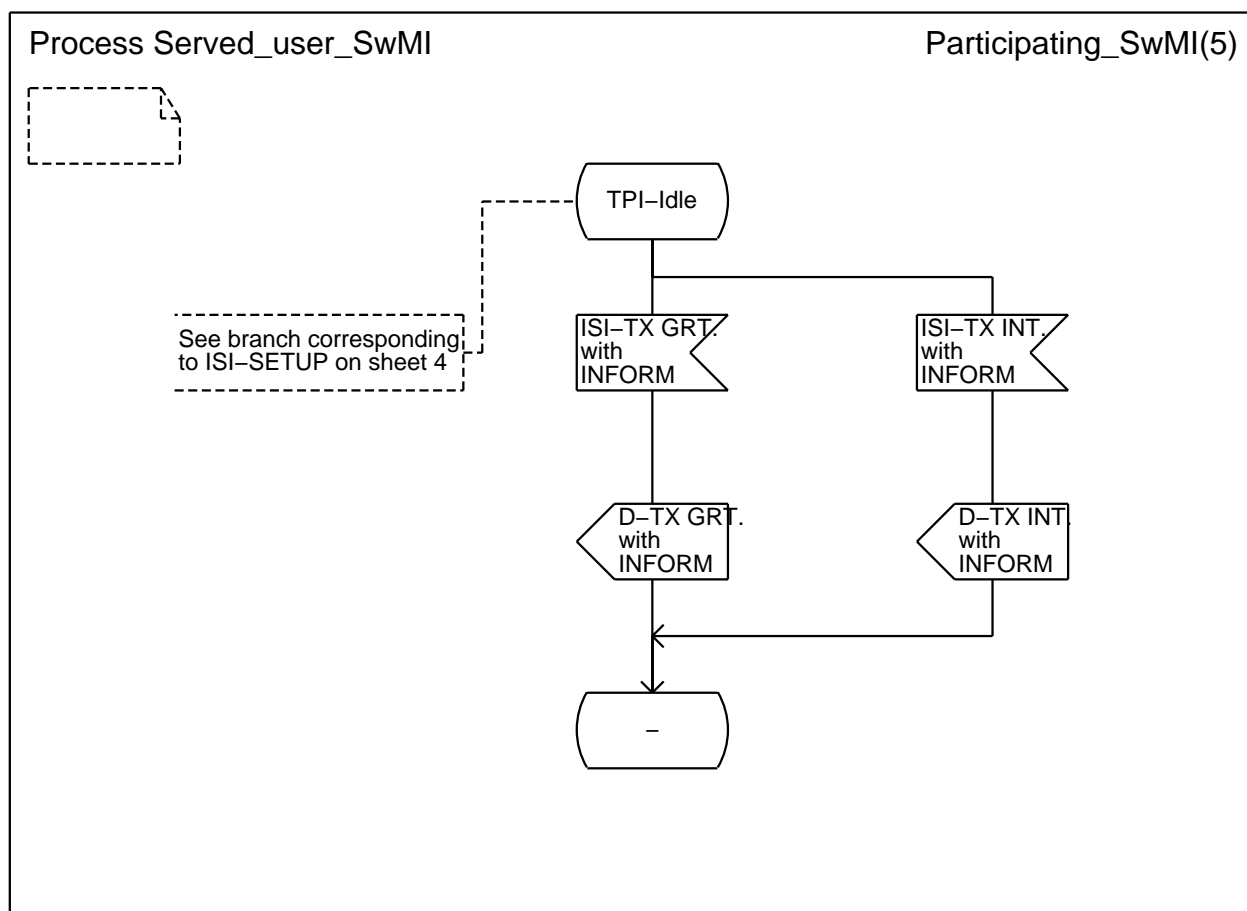 Process Served_user_SwMI
Participating_SwMI(5)
TPI−Idle
See branch corresponding
to ISI−SETUP on sheet 4
ISI−TX GRT.
with
INFORM
ISI−TX INT.
with
INFORM
D−TX GRT.
with
INFORM
D−TX INT.
with
INFORM
−